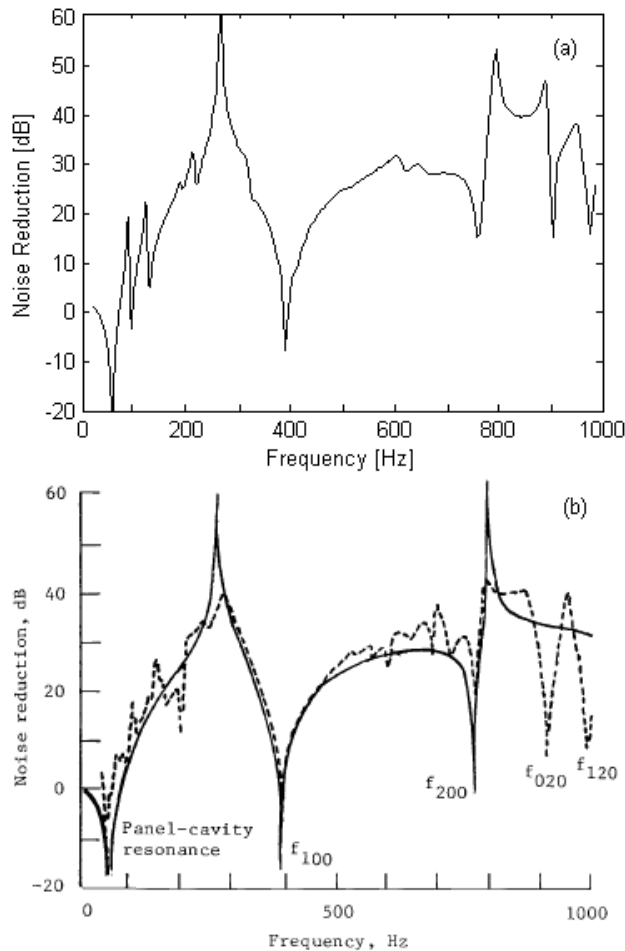 60
(a)
50
40
30
20
10
0
-10
-20
Noise Reduction [dB]
200
400
600
800
1000
Frequency [Hz]
60
(b)
40
20
0
-20
Noise reduction, dB
Panel-cavity
resonance
f100
f200
f020
f120
0
500
1000
Frequency, Hz